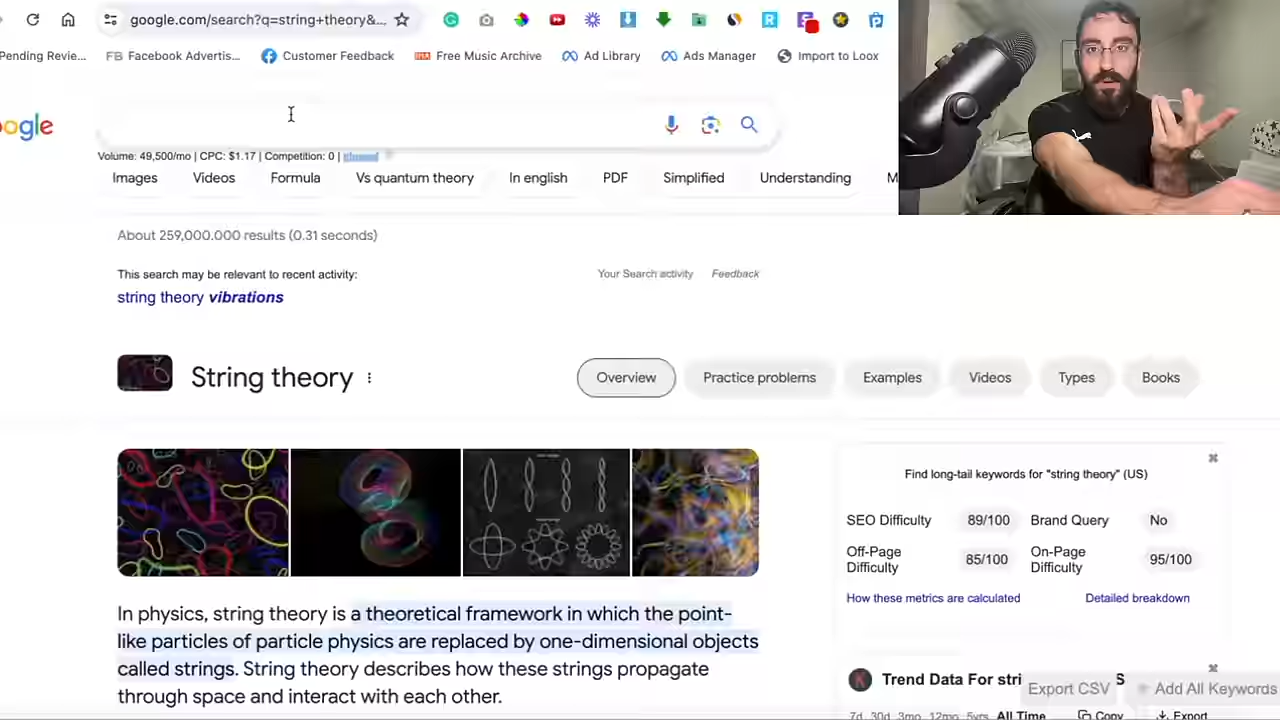 google.com/search?q=string+theory&...
Pending Revie... FB Facebook Advertis... Customer Feedback Free Music Archive Ad Library Ads Manager Import to Loox
ogle
Volume: 49,500/mo | CPC: $1.17 | Competition: 0 |
Images Videos Formula Vs quantum theory In english PDF Simplified Understanding M
About 259,000.000 results (0.31 seconds)
This search may be relevant to recent activity: Your Search activity Feedback
string theory vibrations
String theory Overview Practice problems Examples Videos Types Books
Find long-tail keywords for "string theory" (US)
SEO Difficulty 89/100 Brand Query No
Off-Page Difficulty 85/100 On-Page Difficulty 95/100
How these metrics are calculated Detailed breakdown
In physics, string theory is a theoretical framework in which the point-
like particles of particle physics are replaced by one-dimensional objects
called strings. String theory describes how these strings propagate
through space and interact with each other.
Trend Data For stri S
Export CSV Add All Keywords
7d 30d 3mo 12mo 5yrs All Time Copy Export